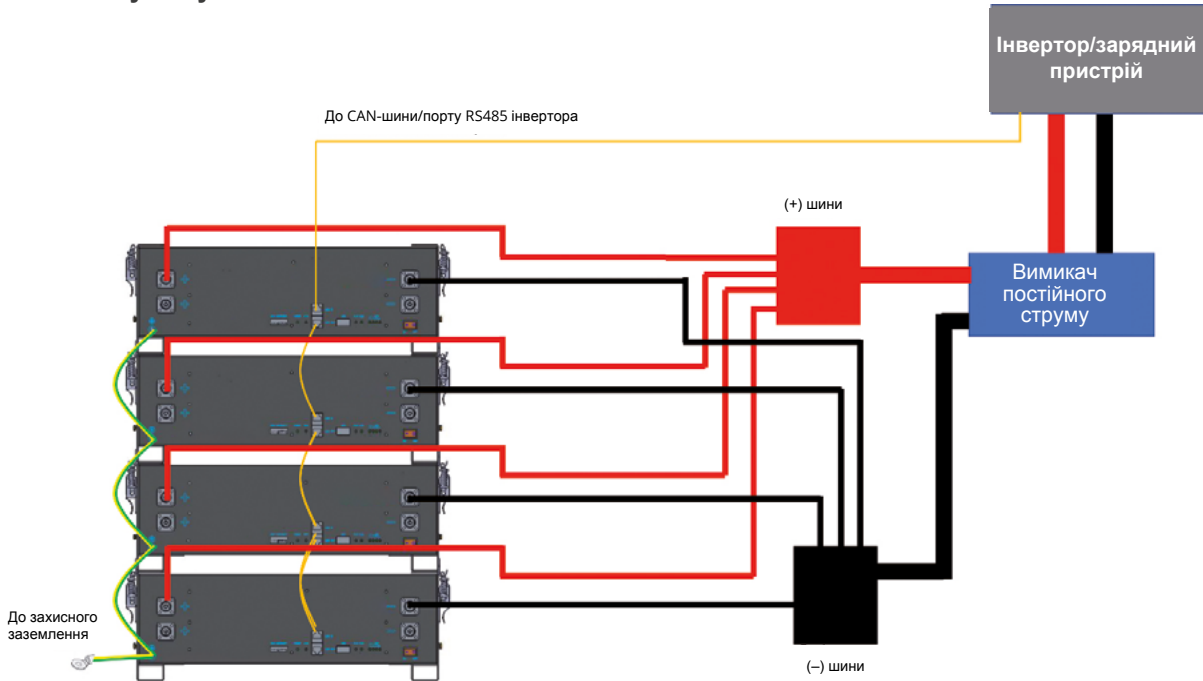 Інвертор/зарядний
пристрій
До CAN-шини/порту RS485 інвертора
(+) шини
Вимикач
постійного
струму
До захисного
заземлення
(–) шини